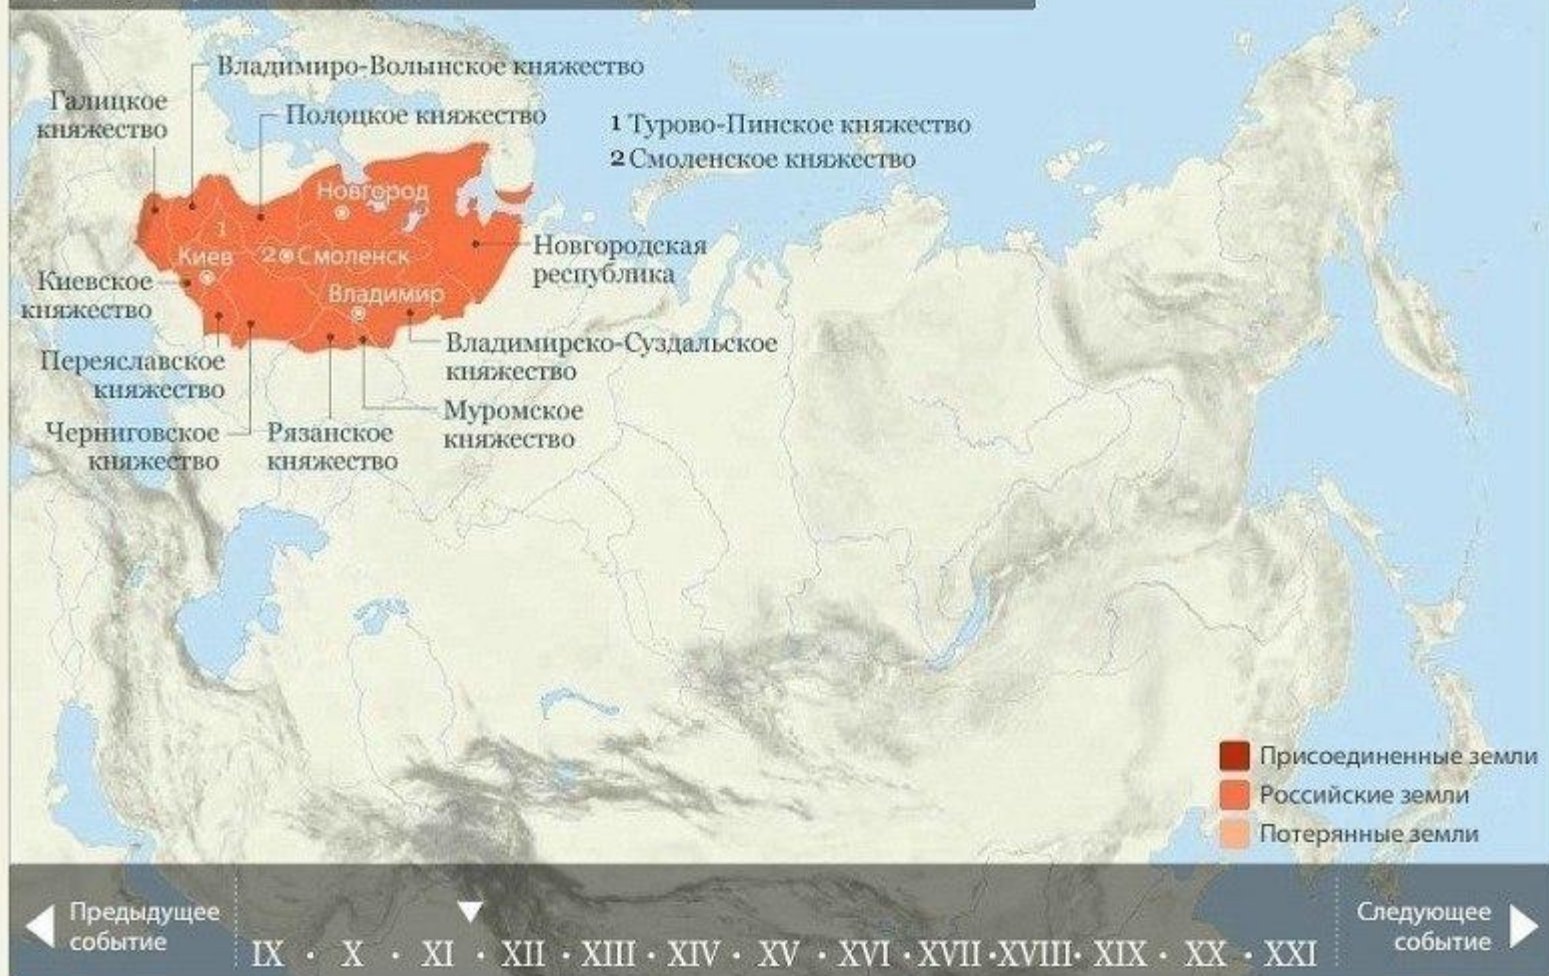 Владимиро-Волынское княжество
Галицкое
княжество
Полоцкое княжество
1 Турово-Пинское княжество
2 Смоленское княжество
Новгород
1
Киев
2 Смоленск
Новгородская
республика
Киевское
княжество
Владимир
Переяславское
княжество
Владимирско-Суздальское
княжество
Муромское
княжество
Черниговское
княжество
Рязанское
княжество
Присоединенные земли
Российские земли
Потерянные земли
Предыдущее
событие
IX · X · XI · XII · XIII · XIV · XV · XVI · XVII · XVIII · XIX · XX · XXI
Следующее
событие